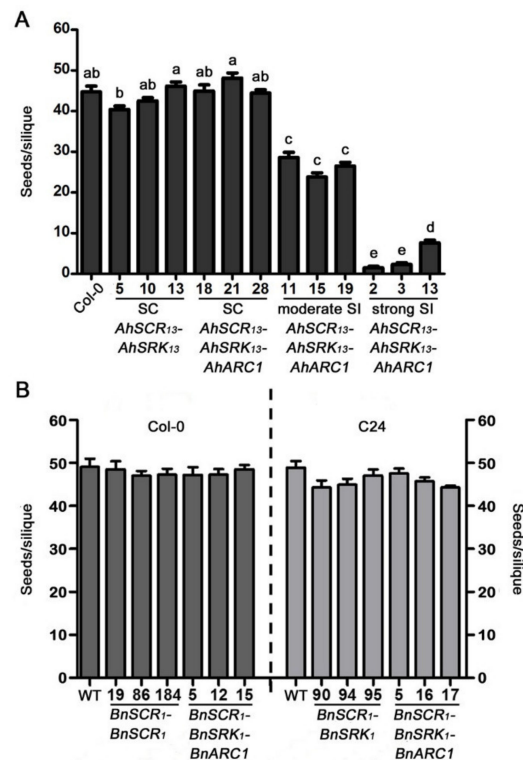 A
Seeds/silique
60
50
40
30
20
10
0
ab
b
ab
a
ab
a
ab
c
c
c
e
e
d
Col-0
5 10 13 18 21 28 11 15 19 2 3 13
SC SC moderate SI strong SI
AhSCR13- AhSCR13- AhSCR13- AhSCR13-
AhSRK13 AhSRK13- AhSRK13- AhSRK13-
AhARC1 AhARC1 AhARC1
B
Col-0 C24
Seeds/silique
60
50
40
30
20
10
0
60
50
40
30
20
10
0
Seeds/silique
WT 19 86 184 5 12 15 WT 90 94 95 5 16 17
BnSCR1- BnSCR1- BnSCR1- BnSCR1-
BnSCR1 BnSRK1- BnSRK1 BnSRK1-
BnARC1 BnARC1